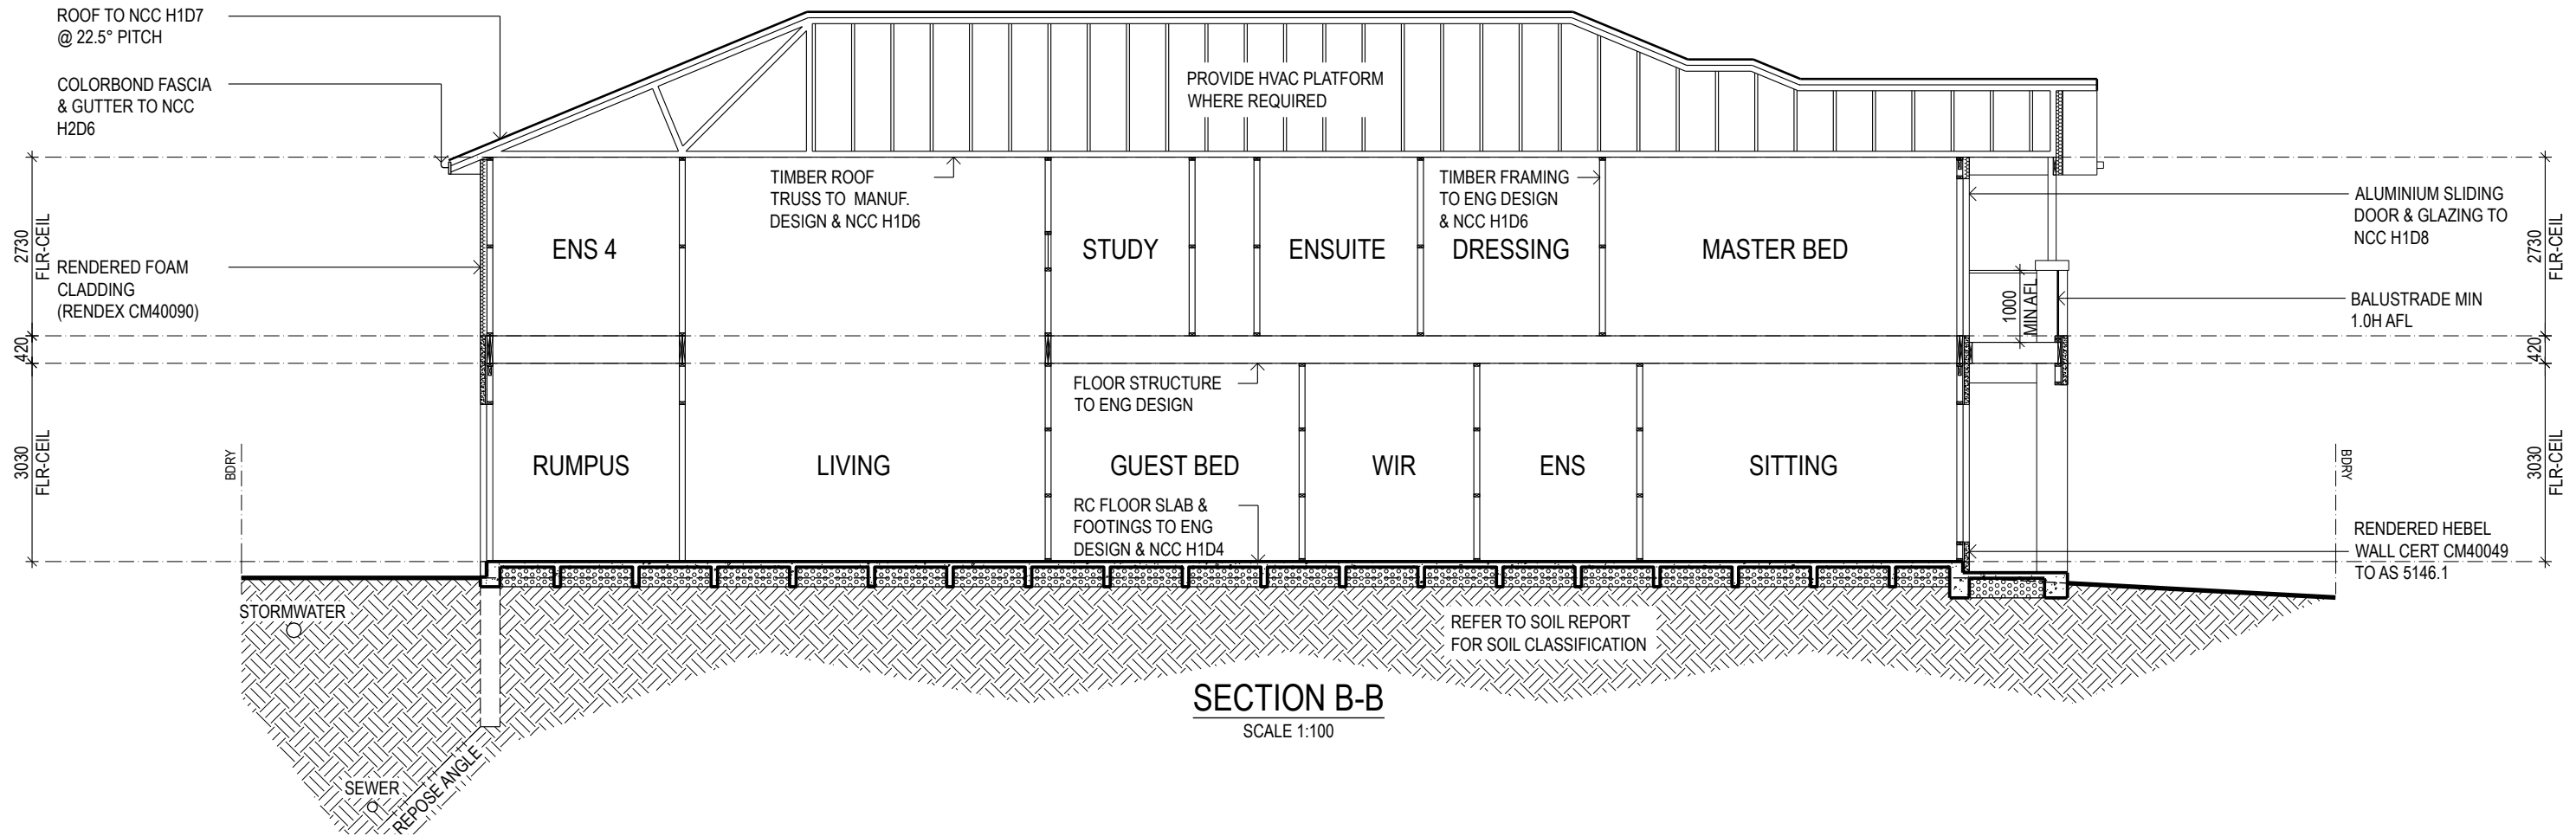 ROOF TO NCC H1D7
@ 22.5° PITCH
COLORBOND FASCIA
& GUTTER TO NCC
H2D6
PROVIDE HVAC PLATFORM
WHERE REQUIRED
TIMBER ROOF
TRUSS TO MANUF.
DESIGN & NCC H1D6
TIMBER FRAMING
TO ENG DESIGN
& NCC H1D6
ALUMINIUM SLIDING
DOOR & GLAZING TO
NCC H1D8
2730
FLR-CEIL
ENS 4
STUDY
ENSUITE
DRESSING
MASTER BED
2730
FLR-CEIL
RENDERED FOAM
CLADDING
(RENDEX CM40090)
1000
MIN AFL
BALUSTRADE MIN
1.0H AFL
420
420
FLOOR STRUCTURE
TO ENG DESIGN
3030
FLR-CEIL
BDRY
RUMPUS
LIVING
GUEST BED
WIR
ENS
SITTING
BDRY
3030
FLR-CEIL
RC FLOOR SLAB &
FOOTINGS TO ENG
DESIGN & NCC H1D4
RENDERED HEBEL
WALL CERT CM40049
TO AS 5146.1
STORMWATER
REFER TO SOIL REPORT
FOR SOIL CLASSIFICATION
SECTION B-B
SCALE 1:100
SEWER
REPOSE ANGLE